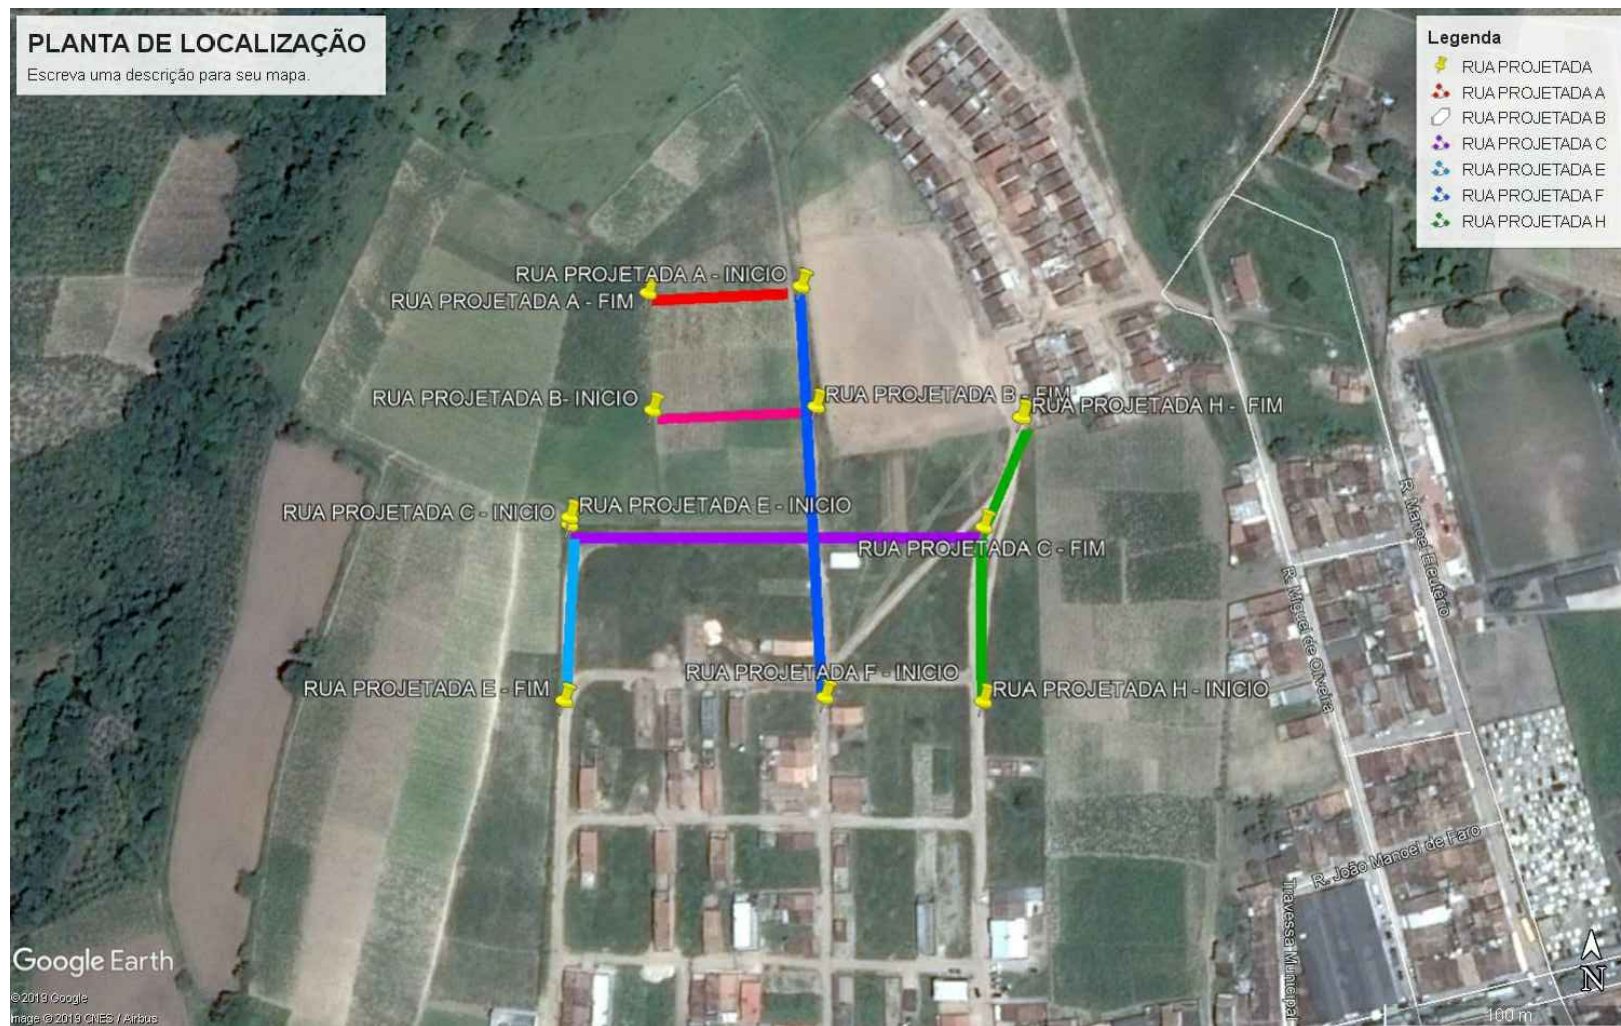 PLANTA DE LOCALIZAÇÃO
Escreva uma descrição para seu mapa.
Legenda
RUA PROJETADA
RUA PROJETADA A
RUA PROJETADA B
RUA PROJETADA C
RUA PROJETADA E
RUA PROJETADA F
RUA PROJETADA H
RUA PROJETADA A - INICIO
RUA PROJETADA A - FIM
RUA PROJETADA B- INICIO
RUA PROJETADA B - FIM
RUA PROJETADA H - FIM
RUA PROJETADA C - INICIO
RUA PROJETADA E - INICIO
RUA PROJETADA C - FIM
RUA PROJETADA E - FIM
RUA PROJETADA F - INICIO
RUA PROJETADA H - INICIO
R. Manoel Eleutério
R. Miguel de Oliveira
R. João Manoel de Faro
Travessa Municipal
Google Earth
© 2019 Google
Image © 2019 CNES / Airbus
N
100 m